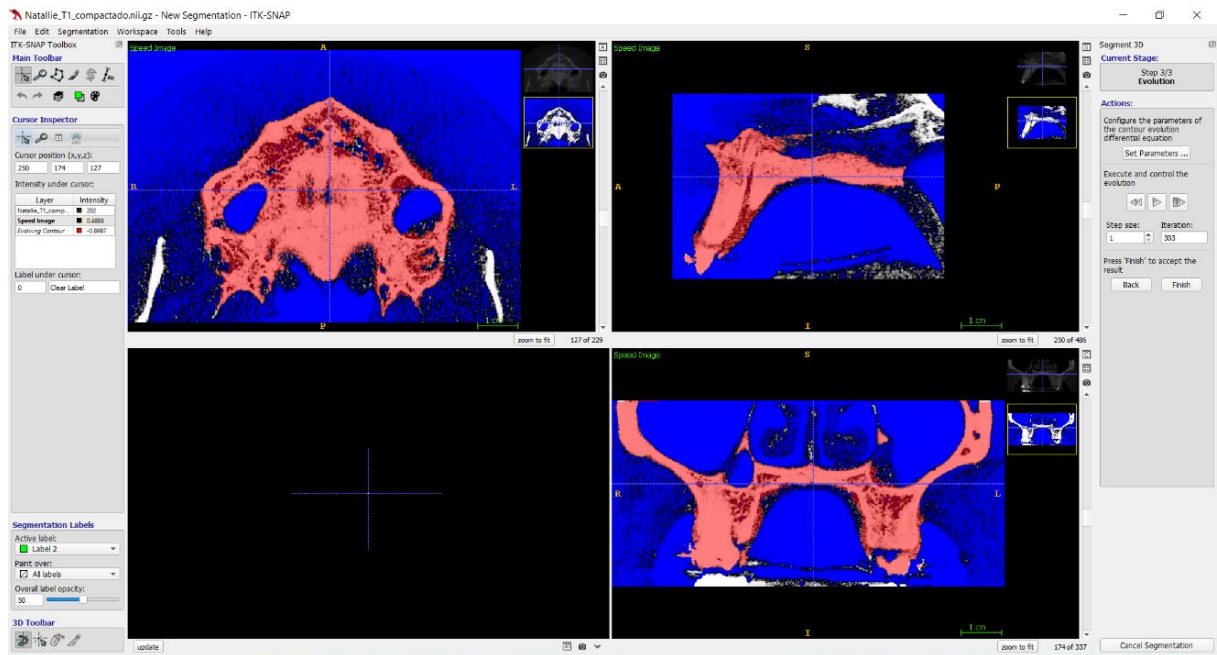 Natallie_T1_compactado.nii.gz - New Segmentation - ITK-SNAP
File Edit Segmentation Workspace Tools Help
ITK-SNAP Toolbox
Main Toolbar
Cursor Inspector
Cursor position (x,y,z):
250 174 127
Intensity under cursor:
Layer Intensity
Natallie_T1_comp... 202
Speed Image 0.4088
Evolving Contour
Label under cursor:
0 Clear Label
Segmentation Labels
Active label:
Label 2
Paint over:
All labels
Overall label opacity:
50
3D Toolbar
Speed Image
A
R
L
P
1 cm
zoom to fit 127 of 229
Speed Image
S
A
P
I
1 cm
zoom to fit 250 of 486
update
Speed Image
S
R
L
I
1 cm
zoom to fit 174 of 337
Segment 3D
Current Stage:
Step 3/3
Evolution
Actions:
Configure the parameters of
the contour evolution
differential equation
Set Parameters ...
Execute and control the
evolution
Step size: Iteration:
1 303
Press 'Finish' to accept the
result
Back Finish
Cancel Segmentation